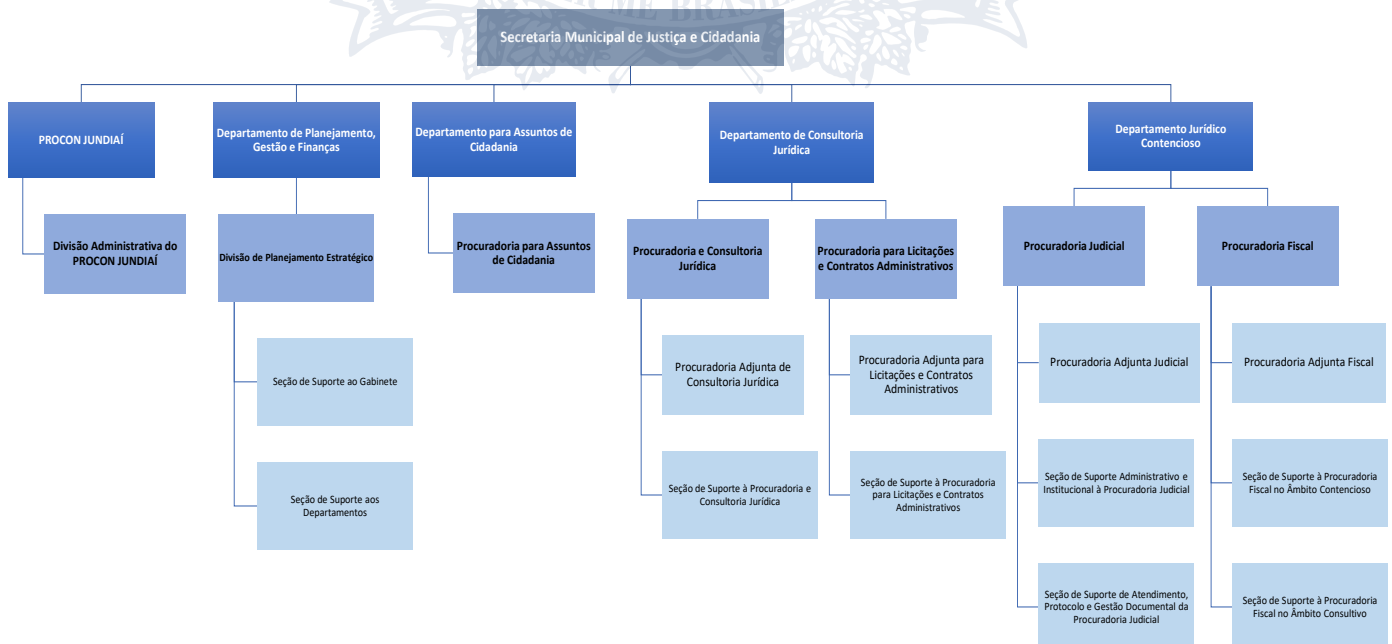 ME BRASIL
Secretaria Municipal de Justiça e Cidadania
PROCON JUNDIAÍ
Departamento de Planejamento,
Gestão e Finanças
Departamento para Assuntos de
Cidadania
Departamento de Consultoria
Jurídica
Departamento Jurídico
Contencioso
Divisão Administrativa do
PROCON JUNDIAÍ
Divisão de Planejamento Estratégico
Procuradoria para Assuntos
de Cidadania
Procuradoria e Consultoria
Jurídica
Procuradoria para Licitações
e Contratos Administrativos
Procuradoria Judicial
Procuradoria Fiscal
Seção de Suporte ao Gabinete
Procuradoria Adjunta de
Consultoria Jurídica
Procuradoria Adjunta para
Licitações e Contratos
Administrativos
Procuradoria Adjunta Judicial
Procuradoria Adjunta Fiscal
Seção de Suporte aos
Departamentos
Seção de Suporte à Procuradoria e
Consultoria Jurídica
Seção de Suporte à Procuradoria
para Licitações e Contratos
Administrativos
Seção de Suporte Administrativo e
Institucional à Procuradoria Judicial
Seção de Suporte à Procuradoria
Fiscal no Âmbito Contencioso
Seção de Suporte de Atendimento,
Protocolo e Gestão Documental da
Procuradoria Judicial
Seção de Suporte à Procuradoria
Fiscal no Âmbito Consultivo